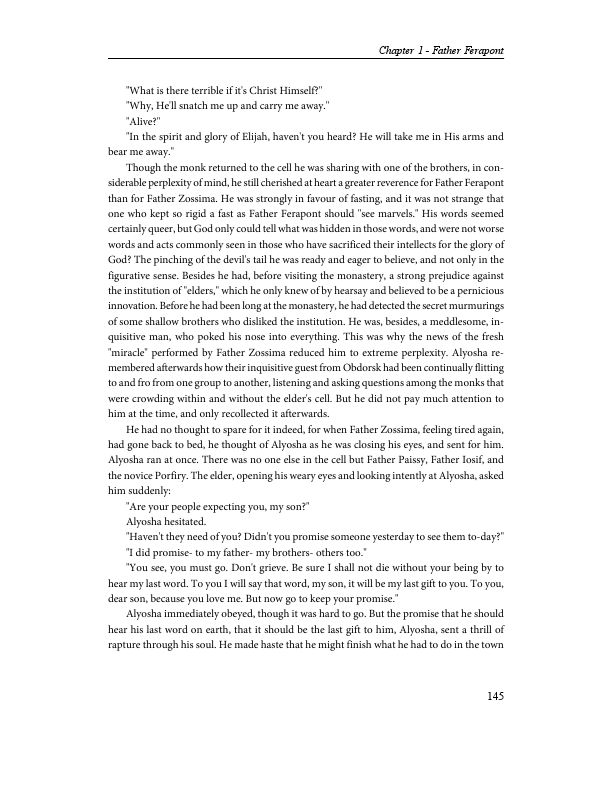 Chapter 1 - Father Ferapont
"What is there terrible if it's Christ Himself?"
"Why, He'll snatch me up and carry me away."
"Alive?"
"In the spirit and glory of Elijah, haven't you heard? He will take me in His arms and
bear me away."
Though the monk returned to the cell he was sharing with one of the brothers, in con-
siderable perplexity of mind, he still cherished at heart a greater reverence for Father Ferapont
than for Father Zossima. He was strongly in favour of fasting, and it was not strange that
one who kept so rigid a fast as Father Ferapont should "see marvels." His words seemed
certainly queer, but God only could tell what was hidden in those words, and were not worse
words and acts commonly seen in those who have sacrificed their intellects for the glory of
God? The pinching of the devil's tail he was ready and eager to believe, and not only in the
figurative sense. Besides he had, before visiting the monastery, a strong prejudice against
the institution of "elders," which he only knew of by hearsay and believed to be a pernicious
innovation. Before he had been long at the monastery, he had detected the secret murmurings
of some shallow brothers who disliked the institution. He was, besides, a meddlesome, in-
quisitive man, who poked his nose into everything. This was why the news of the fresh
"miracle" performed by Father Zossima reduced him to extreme perplexity. Alyosha re-
membered afterwards how their inquisitive guest from Obdorsk had been continually flitting
to and fro from one group to another, listening and asking questions among the monks that
were crowding within and without the elder's cell. But he did not pay much attention to
him at the time, and only recollected it afterwards.
He had no thought to spare for it indeed, for when Father Zossima, feeling tired again,
had gone back to bed, he thought of Alyosha as he was closing his eyes, and sent for him.
Alyosha ran at once. There was no one else in the cell but Father Paissy, Father Iosif, and
the novice Porfiry. The elder, opening his weary eyes and looking intently at Alyosha, asked
him suddenly:
"Are your people expecting you, my son?"
Alyosha hesitated.
"Haven't they need of you? Didn't you promise someone yesterday to see them to-day?"
"I did promise- to my father- my brothers- others too."
"You see, you must go. Don't grieve. Be sure I shall not die without your being by to
hear my last word. To you I will say that word, my son, it will be my last gift to you. To you,
dear son, because you love me. But now go to keep your promise."
Alyosha immediately obeyed, though it was hard to go. But the promise that he should
hear his last word on earth, that it should be the last gift to him, Alyosha, sent a thrill of
rapture through his soul. He made haste that he might finish what he had to do in the town
145